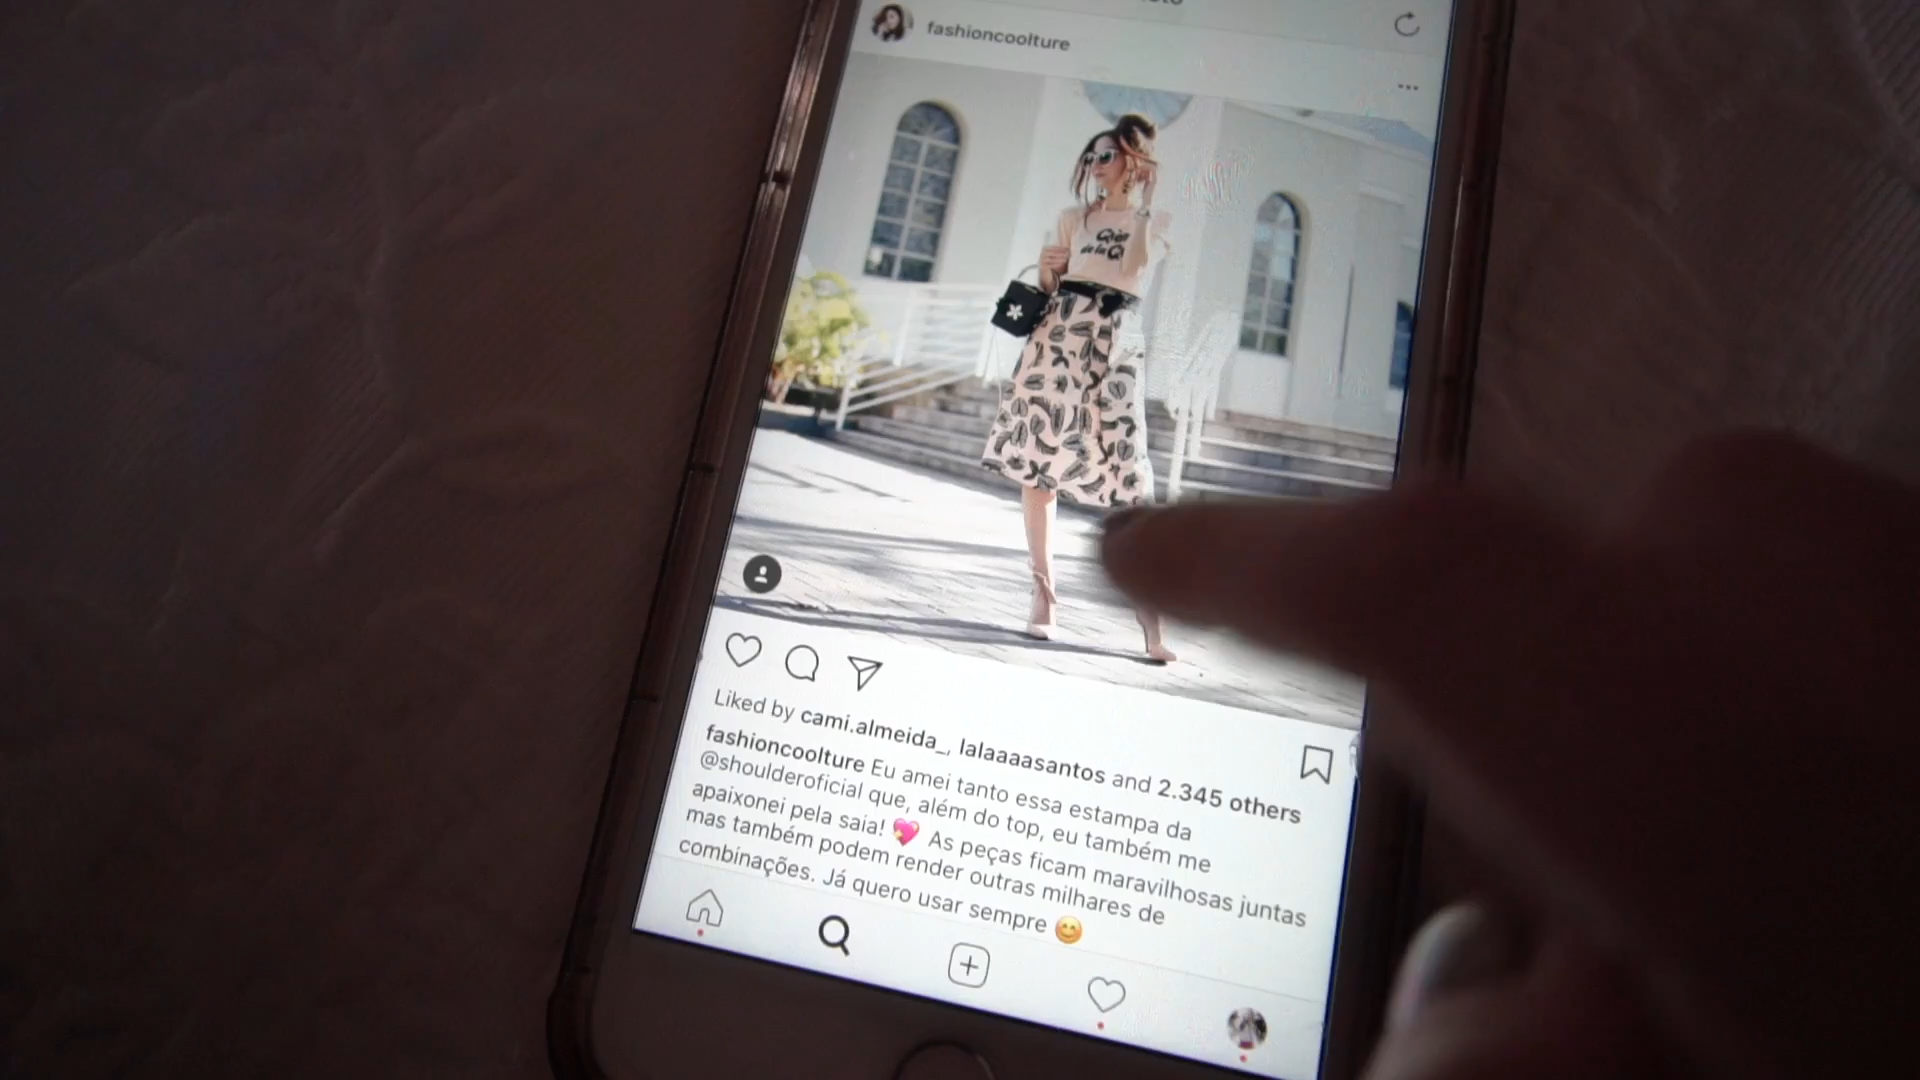 fashioncoolture
de la
Liked by cami.almeida_, lalaaaasantos and 2.345 others
fashioncoolture Eu amei tanto essa estampa da
@shoulderoficial que, além do top, eu também me
apaixonei pela saia! 💖 As peças ficam maravilhosas juntas
mas também podem render outras milhares de
combinações. Já quero usar sempre 😊